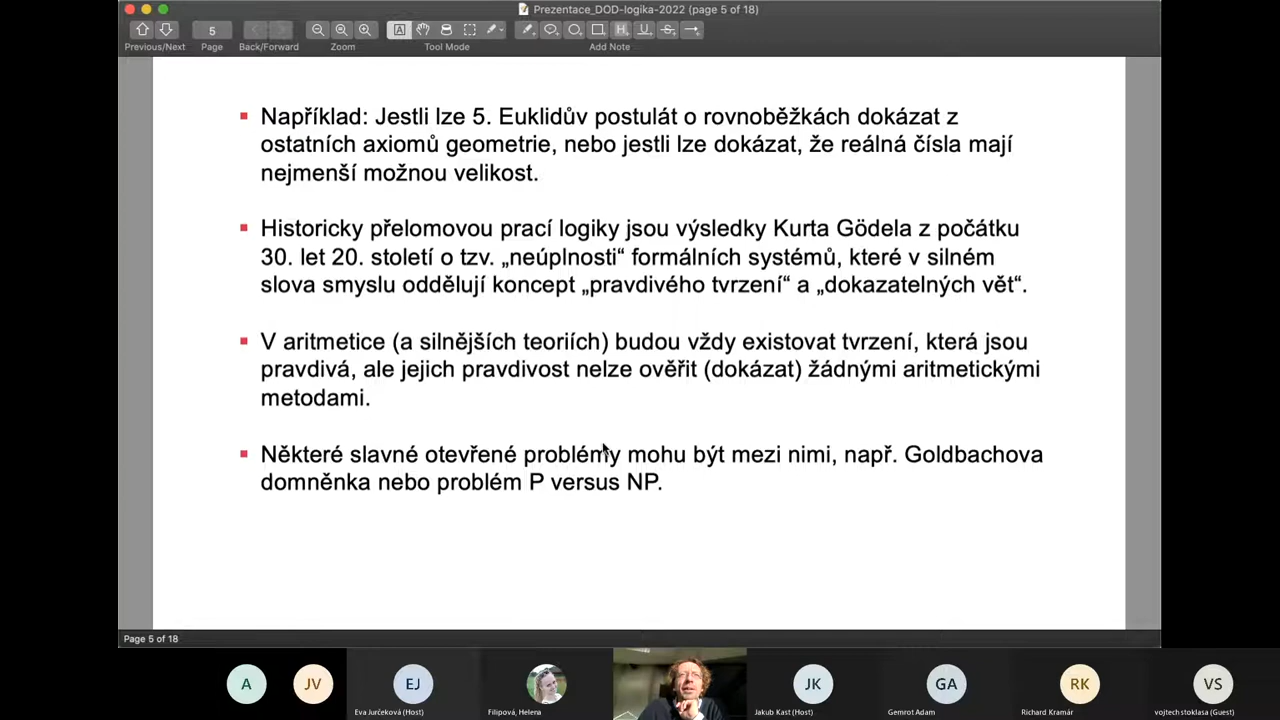 Prezentace_DOD-logika-2022 (page 5 of 18)
5
Previous/Next Page Back/Forward Zoom Tool Mode Add Note
Například: Jestli lze 5. Euklidův postulát o rovnoběžkách dokázat z
ostatních axiomů geometrie, nebo jestli lze dokázat, že reálná čísla mají
nejmenší možnou velikost.
Historicky přelomovou prací logiky jsou výsledky Kurta Gödela z počátku
30. let 20. století o tzv. „neúplnosti“ formálních systémů, které v silném
slova smyslu oddělují koncept „pravdivého tvrzení“ a „dokazatelných vět“.
V aritmetice (a silnějších teoriích) budou vždy existovat tvrzení, která jsou
pravdivá, ale jejich pravdivost nelze ověřit (dokázat) žádnými aritmetickými
metodami.
Některé slavné otevřené problémy mohu být mezi nimi, např. Goldbachova
domněnka nebo problém P versus NP.
Page 5 of 18
A JV EJ JK GA RK VS
Eva Jurčeková (Host) Filipová, Helena Jakub Kast (Host) Gemrot Adam Richard Kramár vojtech stoklasa (Guest)